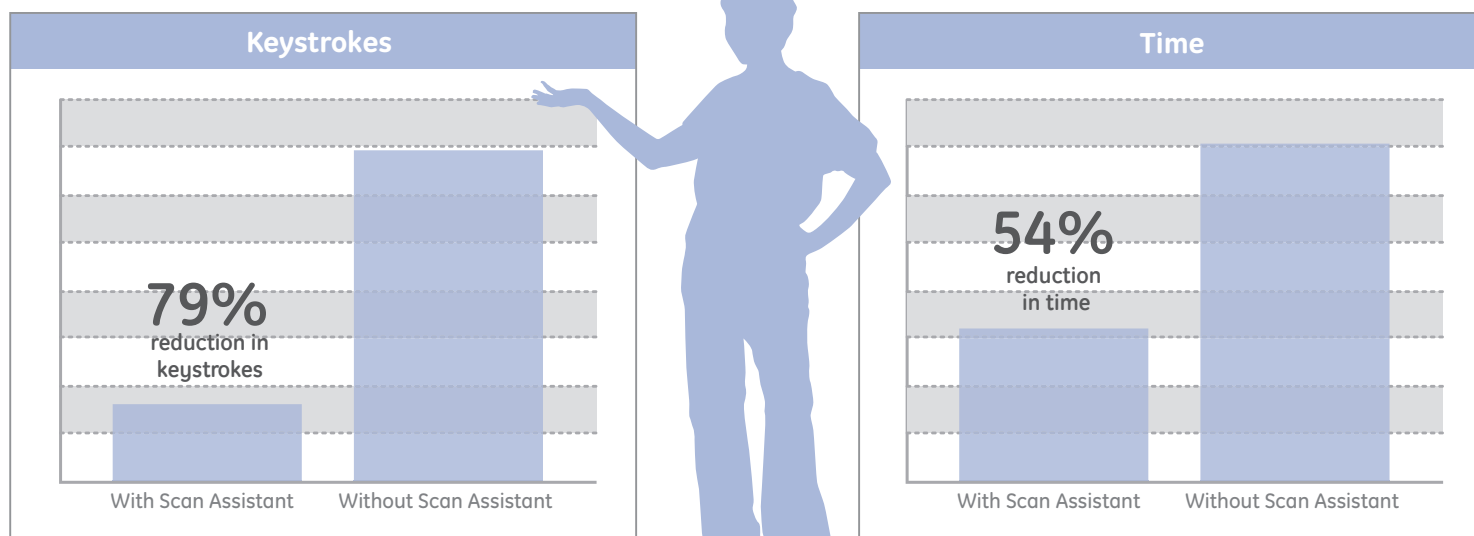 Keystrokes
79%
reduction in
keystrokes
With Scan Assistant
Without Scan Assistant
Time
54%
reduction
in time
With Scan Assistant
Without Scan Assistant